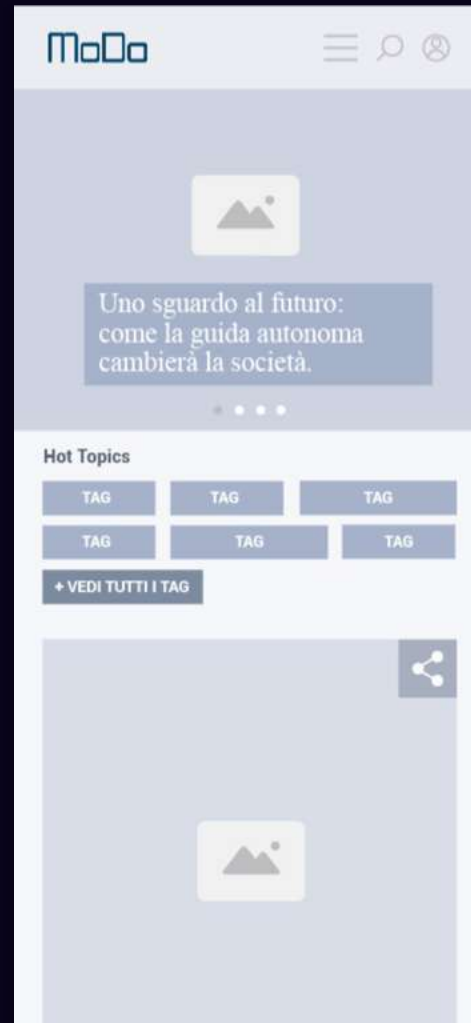 MoDo
Uno sguardo al futuro:
come la guida autonoma
cambierà la società.
Hot Topics
TAG TAG TAG
TAG TAG TAG
+ VEDI TUTTI I TAG